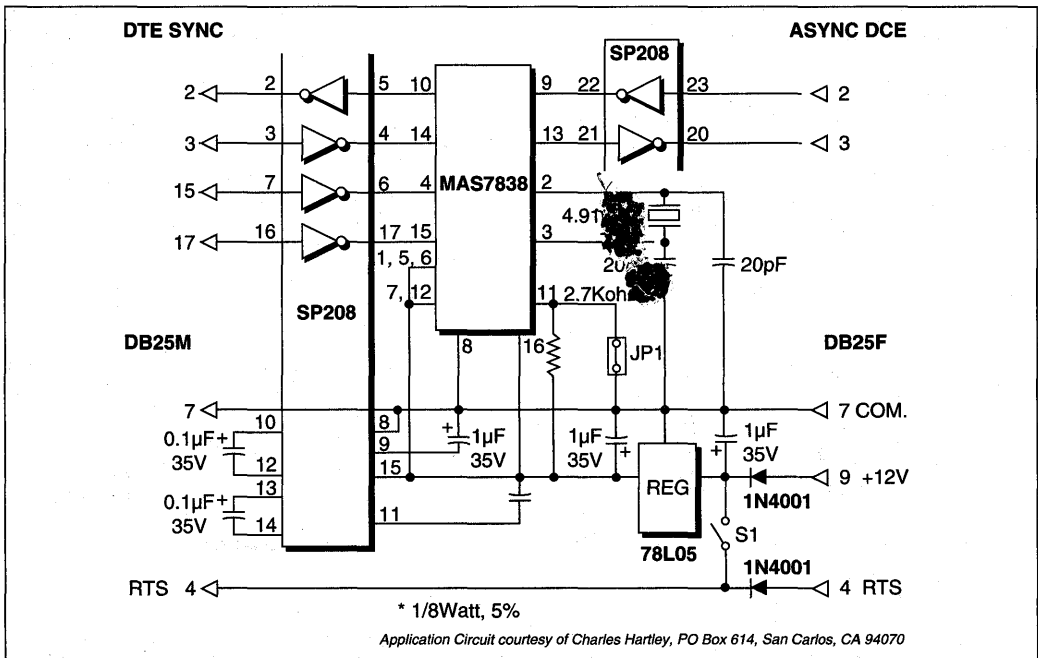 DTE SYNC
ASYNC DCE
SP208
2 2 5 10 9 22 23 2
3 3 4 14 13 21 20 3
MAS7838
15 7 6 4 2
4.91
17 16 17 15 3
1, 5, 6
20pF
7, 12 11 2.7Koh
SP208
DB25M
8 16
JP1
DB25F
7 7 COM.
10 8
0.1µF +
35V
9
+ 1µF
35V
1µF
35V +
1µF
+ 35V
12 15
REG
9 +12V
13
1N4001
0.1µF +
35V
14 11
S1
78L05
1N4001
RTS 4
4 RTS
* 1/8Watt, 5%
Application Circuit courtesy of Charles Hartley, PO Box 614, San Carlos, CA 94070